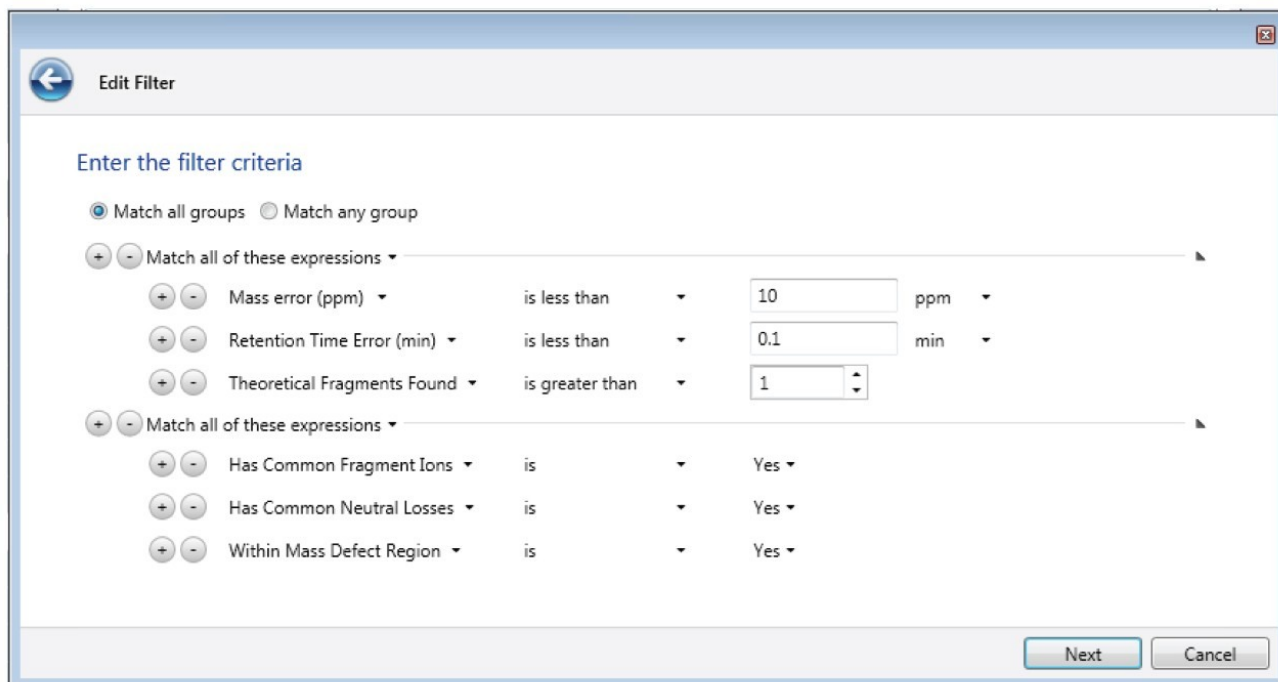 Edit Filter
Enter the filter criteria
Match all groups Match any group
+ - Match all of these expressions
+ - Mass error (ppm) is less than 10 ppm
+ - Retention Time Error (min) is less than 0.1 min
+ - Theoretical Fragments Found is greater than 1
+ - Match all of these expressions
+ - Has Common Fragment Ions is Yes
+ - Has Common Neutral Losses is Yes
+ - Within Mass Defect Region is Yes
Next Cancel